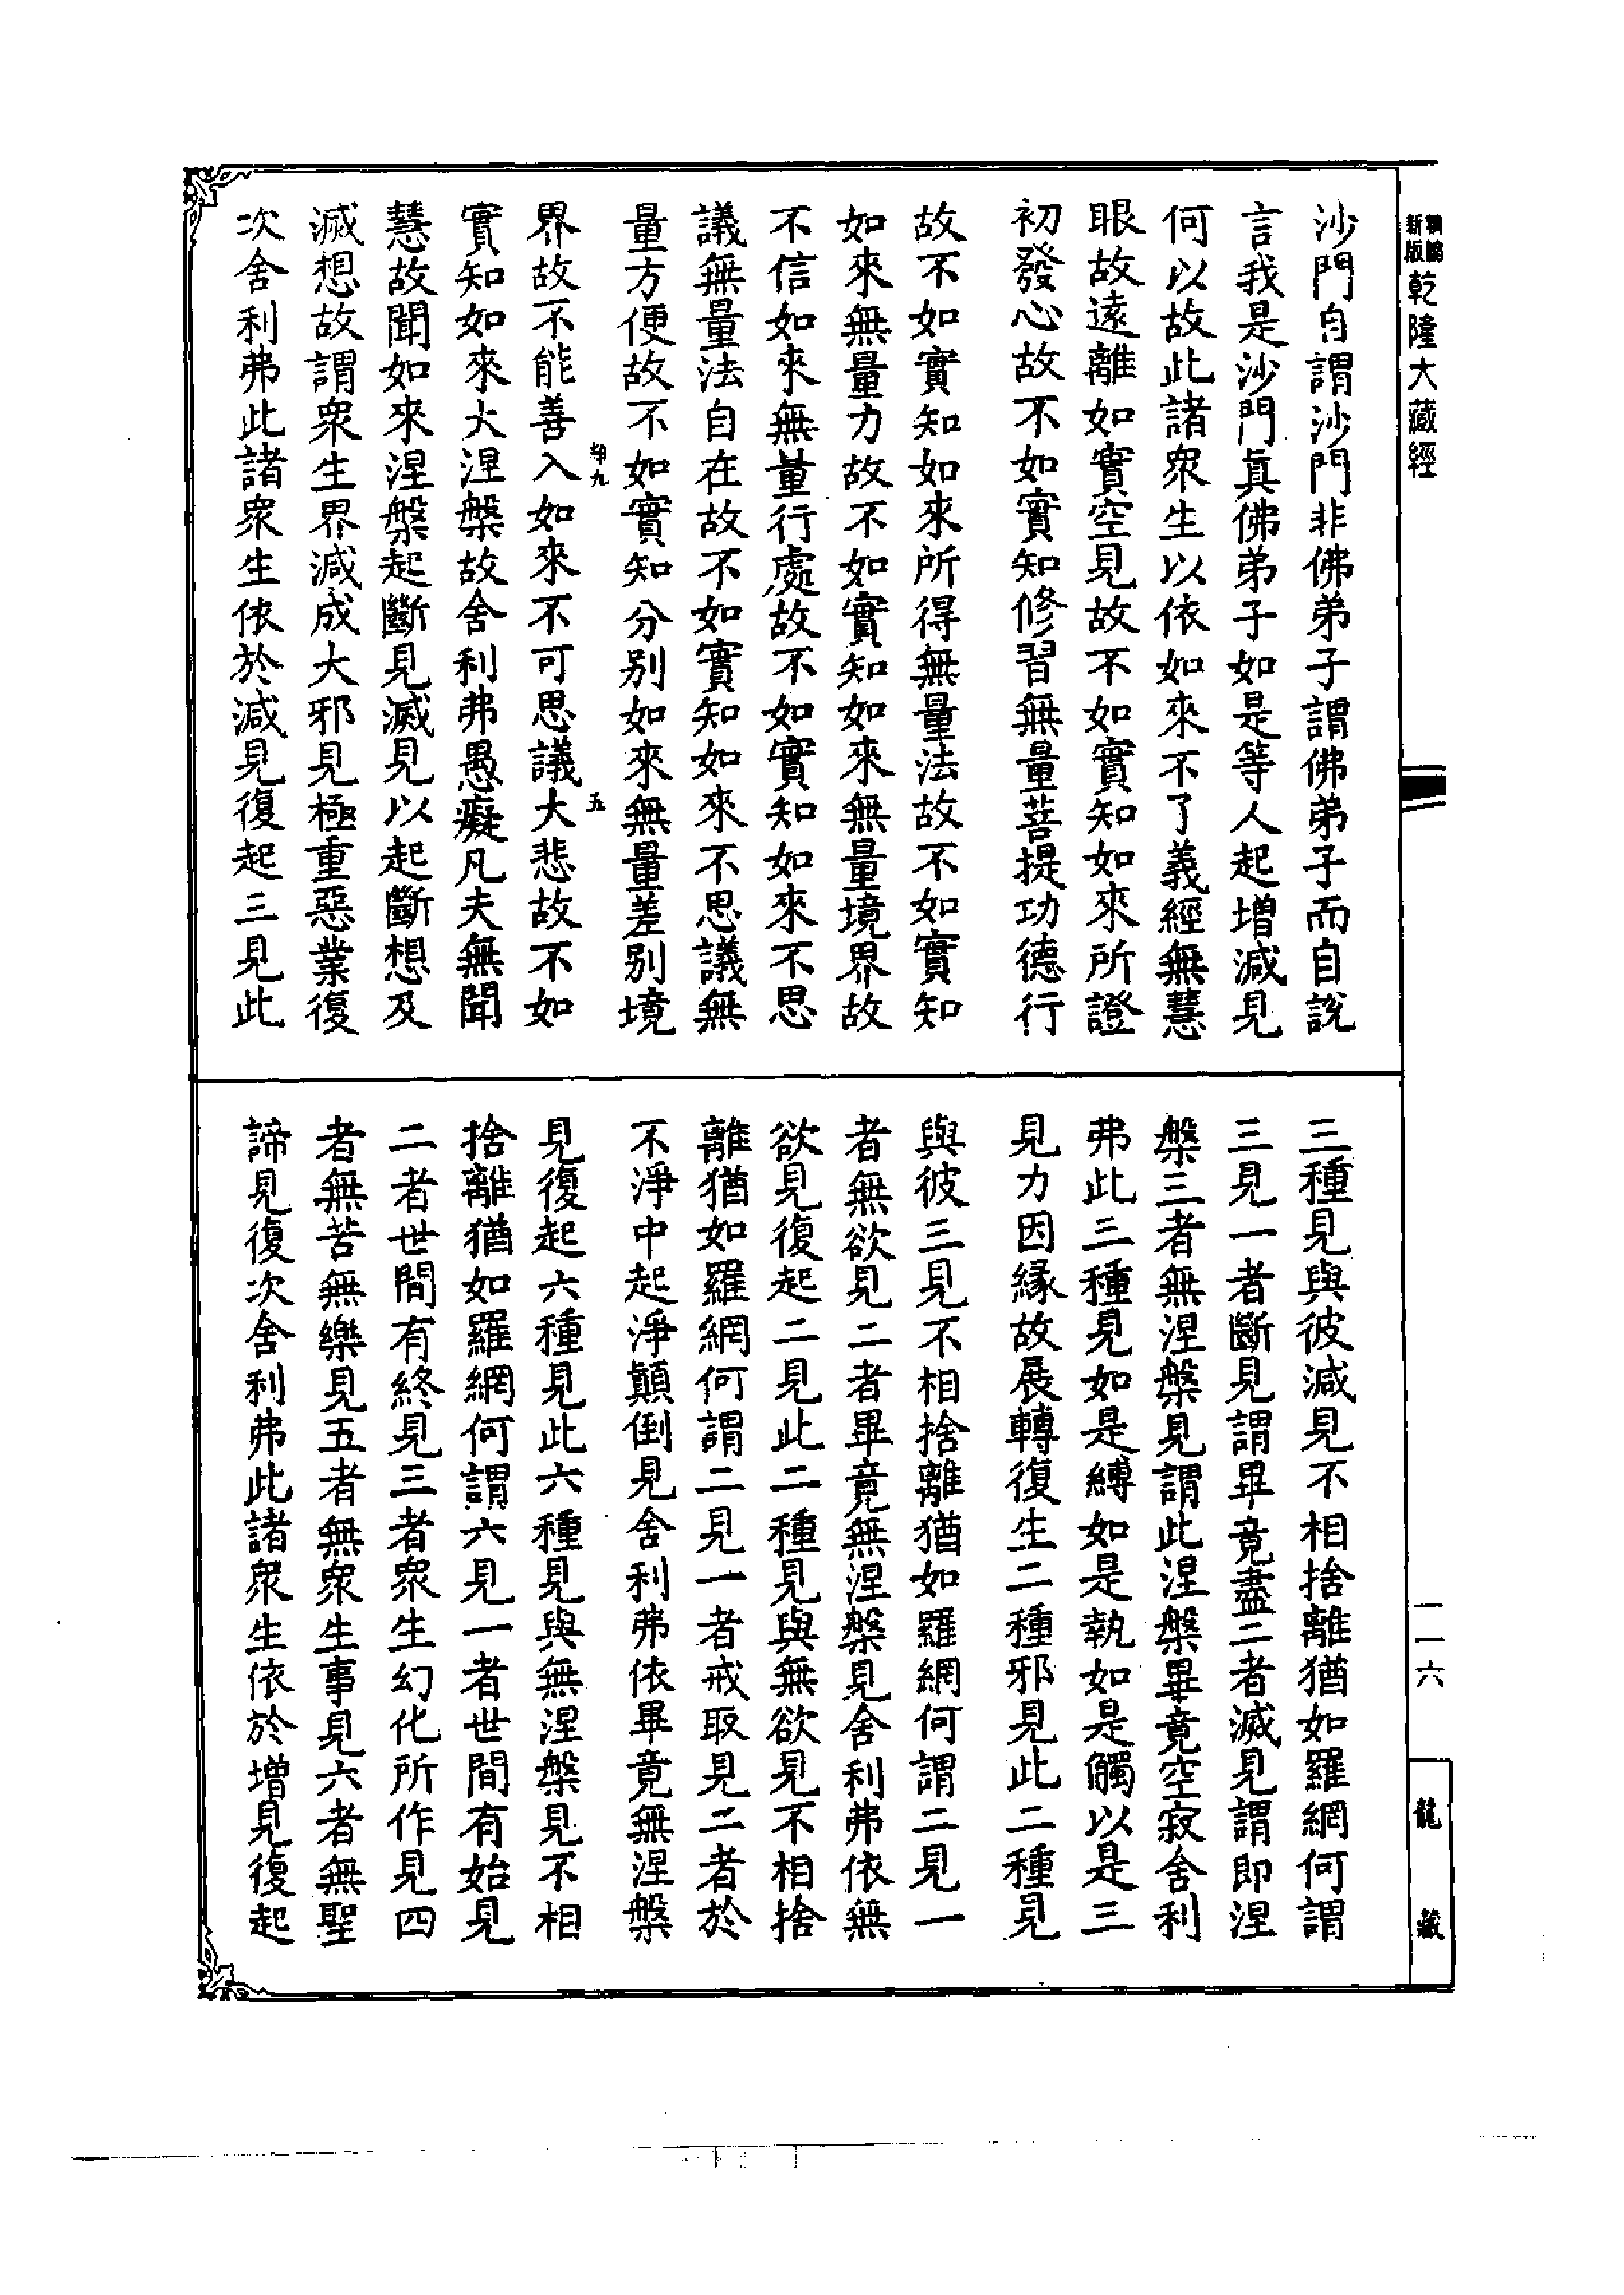 新版
乾隆大藏經
沙門自謂沙門非佛弟子謂佛弟子而自說
言我是沙門真佛弟子如是等人起增減見
何以故此諸眾生以依如來不了義經無慧
眼故遠離如實空見故不如實知如來所證
初發心故不如實知修習無量菩提功德行
故不如實知如來所得無量法故不如實知
如來無量力故不如實知如來無量境界故
不信如來無量行處故不如實知如來不思
議無量法自在故不如實知如來不思議無
量方便故不如實知分別如來無量差別境
九 五
界故不能善入如來不可思議大悲故不如
實知如來大涅槃故舍利弗愚癡凡夫無聞
慧故聞如來涅槃起斷見滅見以起斷想及
滅想故謂眾生界減成大邪見極重惡業復
次舍利弗此諸眾生依於減見復起三見此
三種見與彼減見不相捨離猶如羅網何謂
三見一者斷見謂畢竟盡二者滅見謂即涅
槃三者無涅槃見謂此涅槃畢竟空寂舍利
弗此三種見如是縛如是執如是觸以是三
見力因緣故展轉復生二種邪見此二種見
與彼三見不相捨離猶如羅網何謂二見一
者無欲見二者畢竟無涅槃見舍利弗依無
欲見復起二見此二種見與無欲見不相捨
離猶如羅網何謂二見一者戒取見二者於
不淨中起淨顛倒見舍利弗依畢竟無涅槃
見復起六種見此六種見與無涅槃見不相
捨離猶如羅網何謂六見一者世間有始見
二者世間有終見三者眾生幻化所作見四
者無苦無樂見五者無眾生事見六者無聖
諦見復次舍利弗此諸眾生依於增見復起
一一六
龍藏